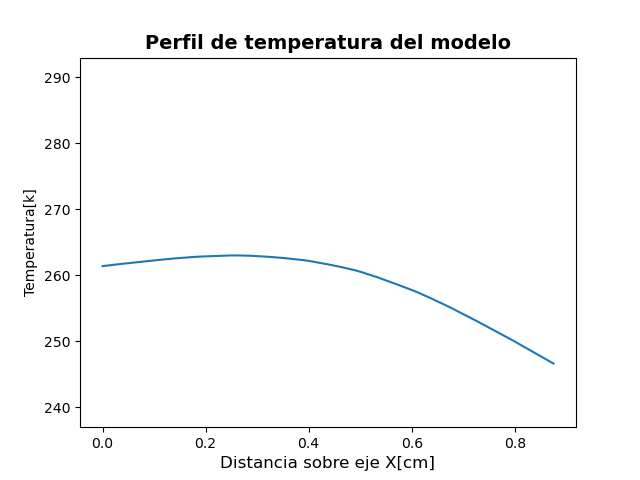 Perfil de temperatura del modelo
290
280
270
260
250
240
Temperatura[k]
0.0 0.2 0.4 0.6 0.8
Distancia sobre eje X[cm]